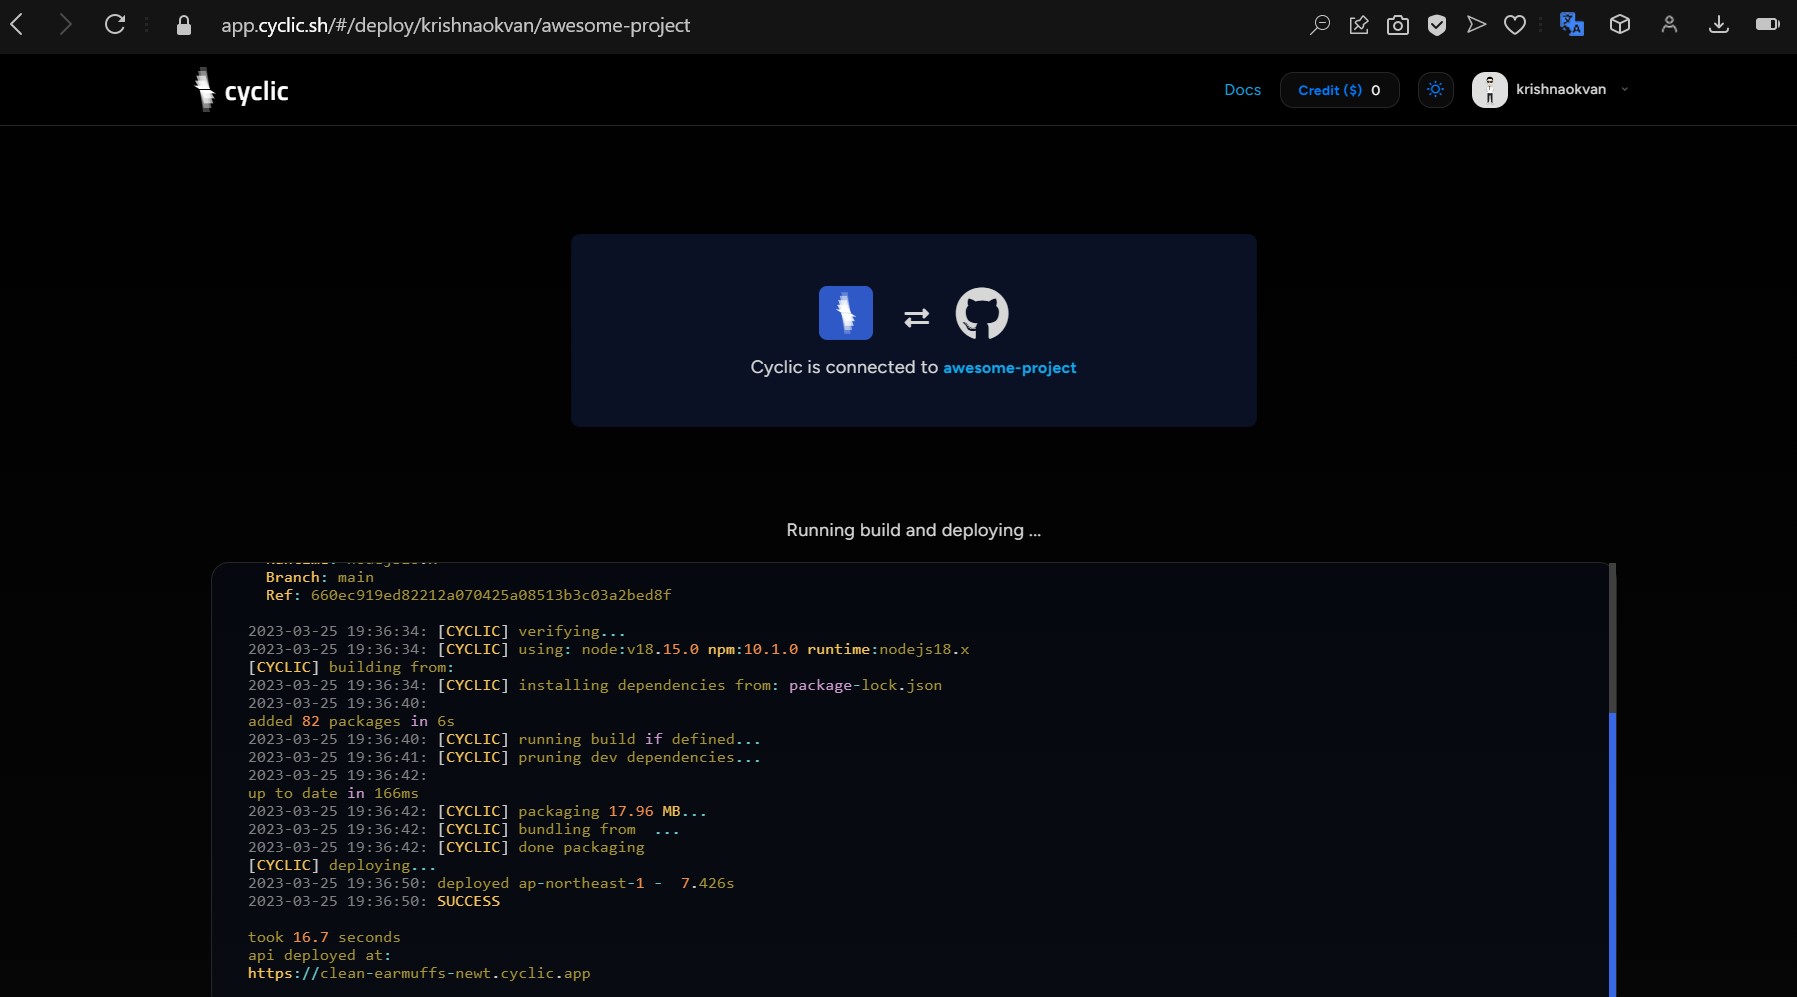 app.cyclic.sh/#/deploy/krishnaokvan/awesome-project
cyclic
Docs
Credit ($) 0
krishnaokvan
Cyclic is connected to awesome-project
Running build and deploying ...
Branch: main
Ref: 660ec919ed82212a070425a08513b3c03a2bed8f
2023-03-25 19:36:34: [CYCLIC] verifying...
2023-03-25 19:36:34: [CYCLIC] using: node:v18.15.0 npm:10.1.0 runtime:nodejs18.x
[CYCLIC] building from:
2023-03-25 19:36:34: [CYCLIC] installing dependencies from: package-lock.json
2023-03-25 19:36:40:
added 82 packages in 6s
2023-03-25 19:36:40: [CYCLIC] running build if defined...
2023-03-25 19:36:41: [CYCLIC] pruning dev dependencies...
2023-03-25 19:36:42:
up to date in 166ms
2023-03-25 19:36:42: [CYCLIC] packaging 17.96 MB...
2023-03-25 19:36:42: [CYCLIC] bundling from  ...
2023-03-25 19:36:42: [CYCLIC] done packaging
[CYCLIC] deploying...
2023-03-25 19:36:50: deployed ap-northeast-1 -  7.426s
2023-03-25 19:36:50: SUCCESS
took 16.7 seconds
api deployed at:
https://clean-earmuffs-newt.cyclic.app